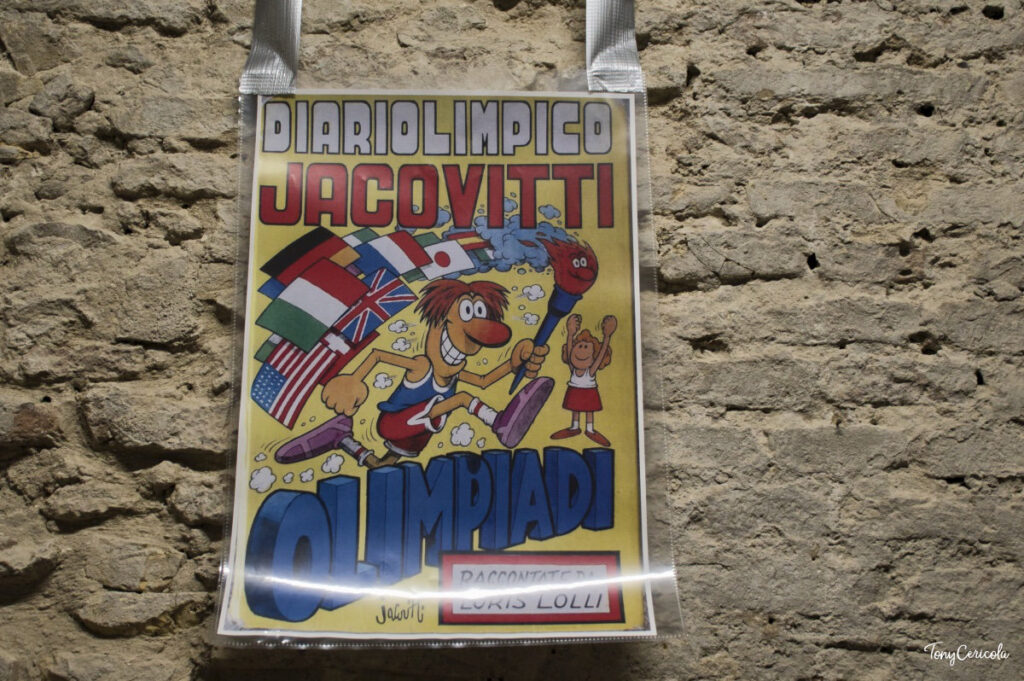 DIARIOLIMPICO
JACOVITTI
OLIMPIADI
RACCONTATE DA
LORIS LOLLI
Jacovitti
TonyCericola